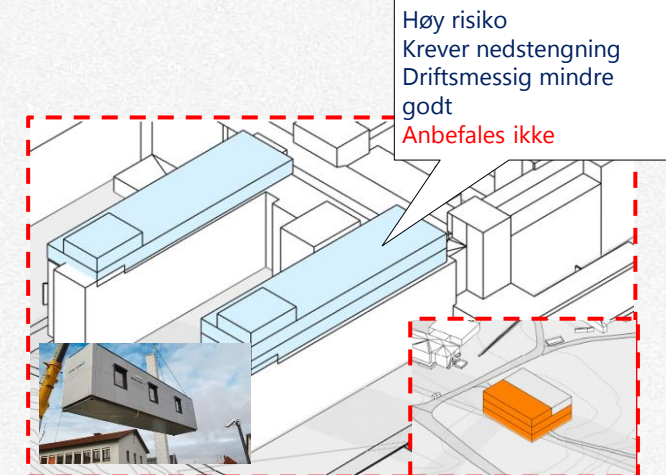 Høy risiko
Krever nedstengning
Driftsmessig mindre
godt
Anbefales ikke